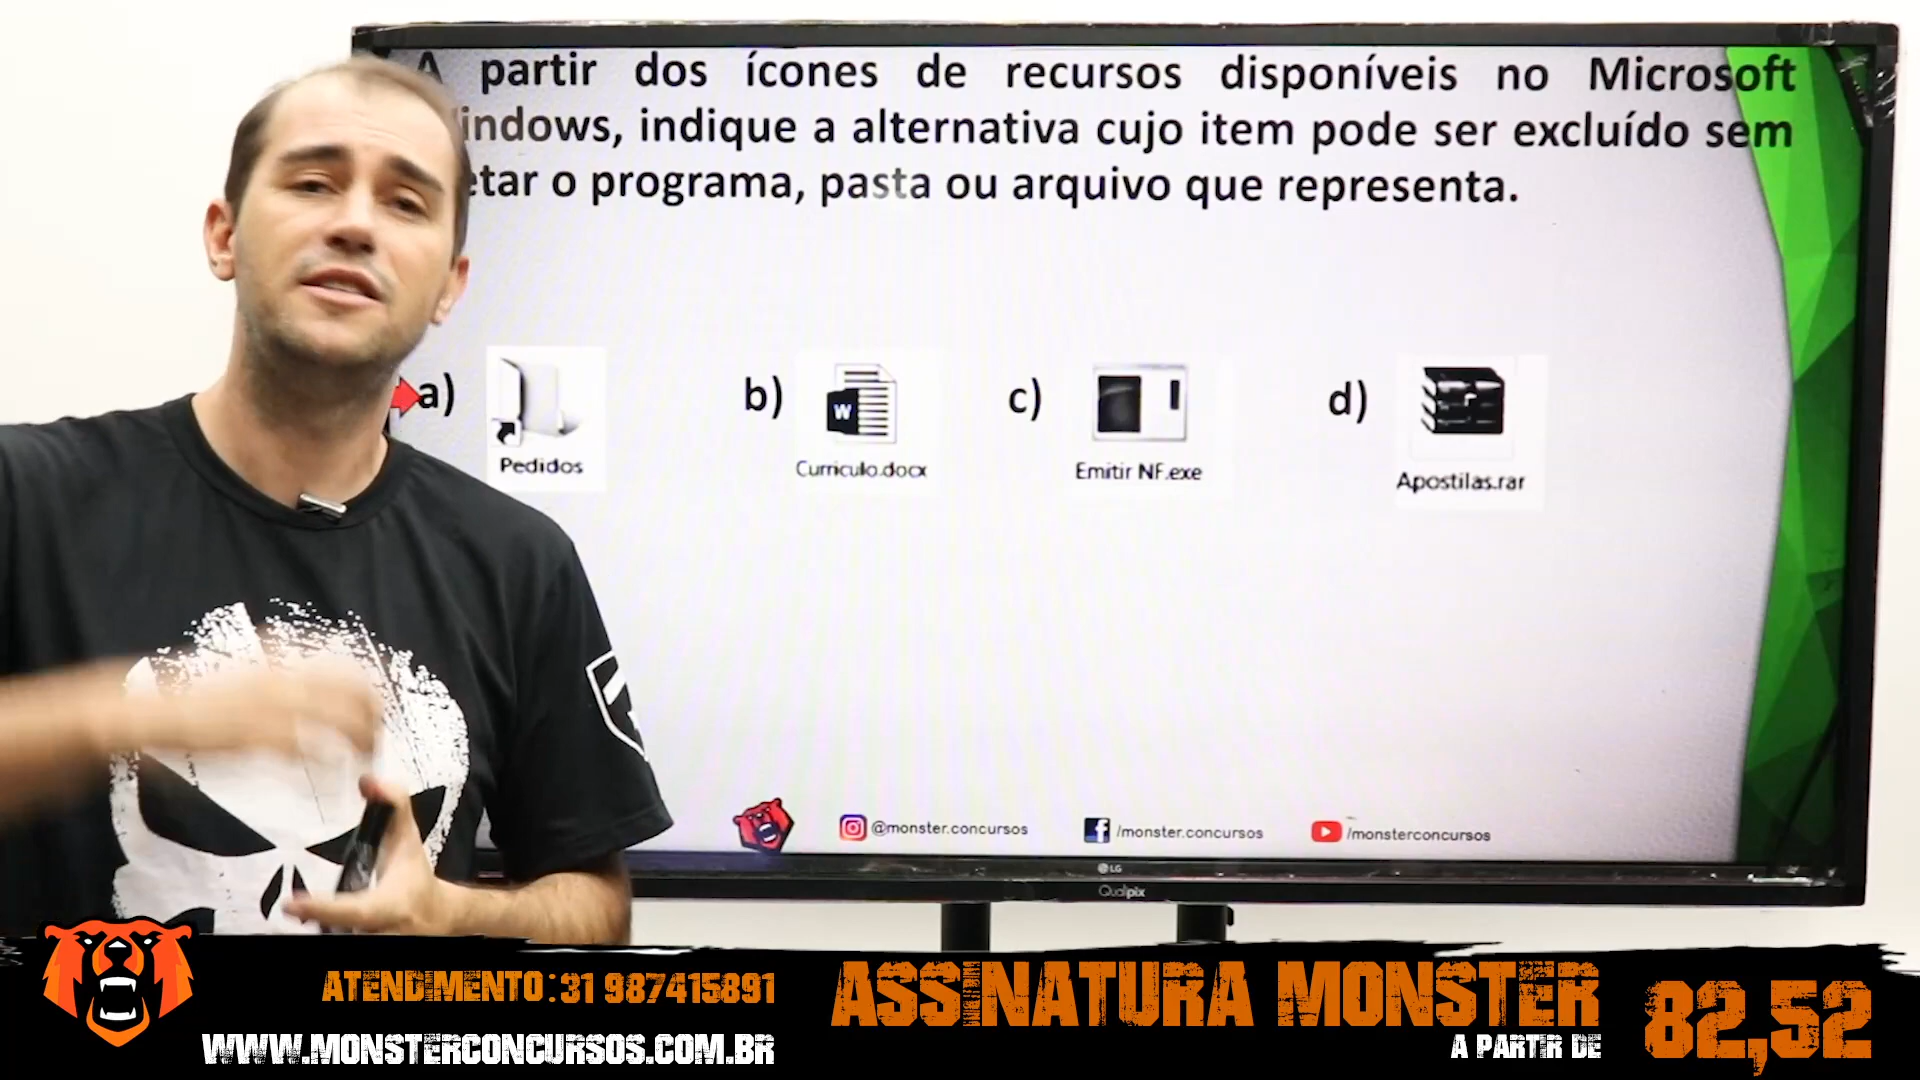 A partir dos ícones de recursos disponíveis no Microsoft
indows, indique a alternativa cujo item pode ser excluído sem
etar o programa, pasta ou arquivo que representa.
a)
Pedidos
b)
W
Curriculo.docx
c)
Emitir NF.exe
d)
Apostilas.rar
@monster.concursos
/monster.concursos
/monsterconcursos
LG
Qualipix
ATENDIMENTO: 31 987415891
WWW.MONSTERCONCURSOS.COM.BR
ASSINATURA MONSTER
A PARTIR DE
82,52